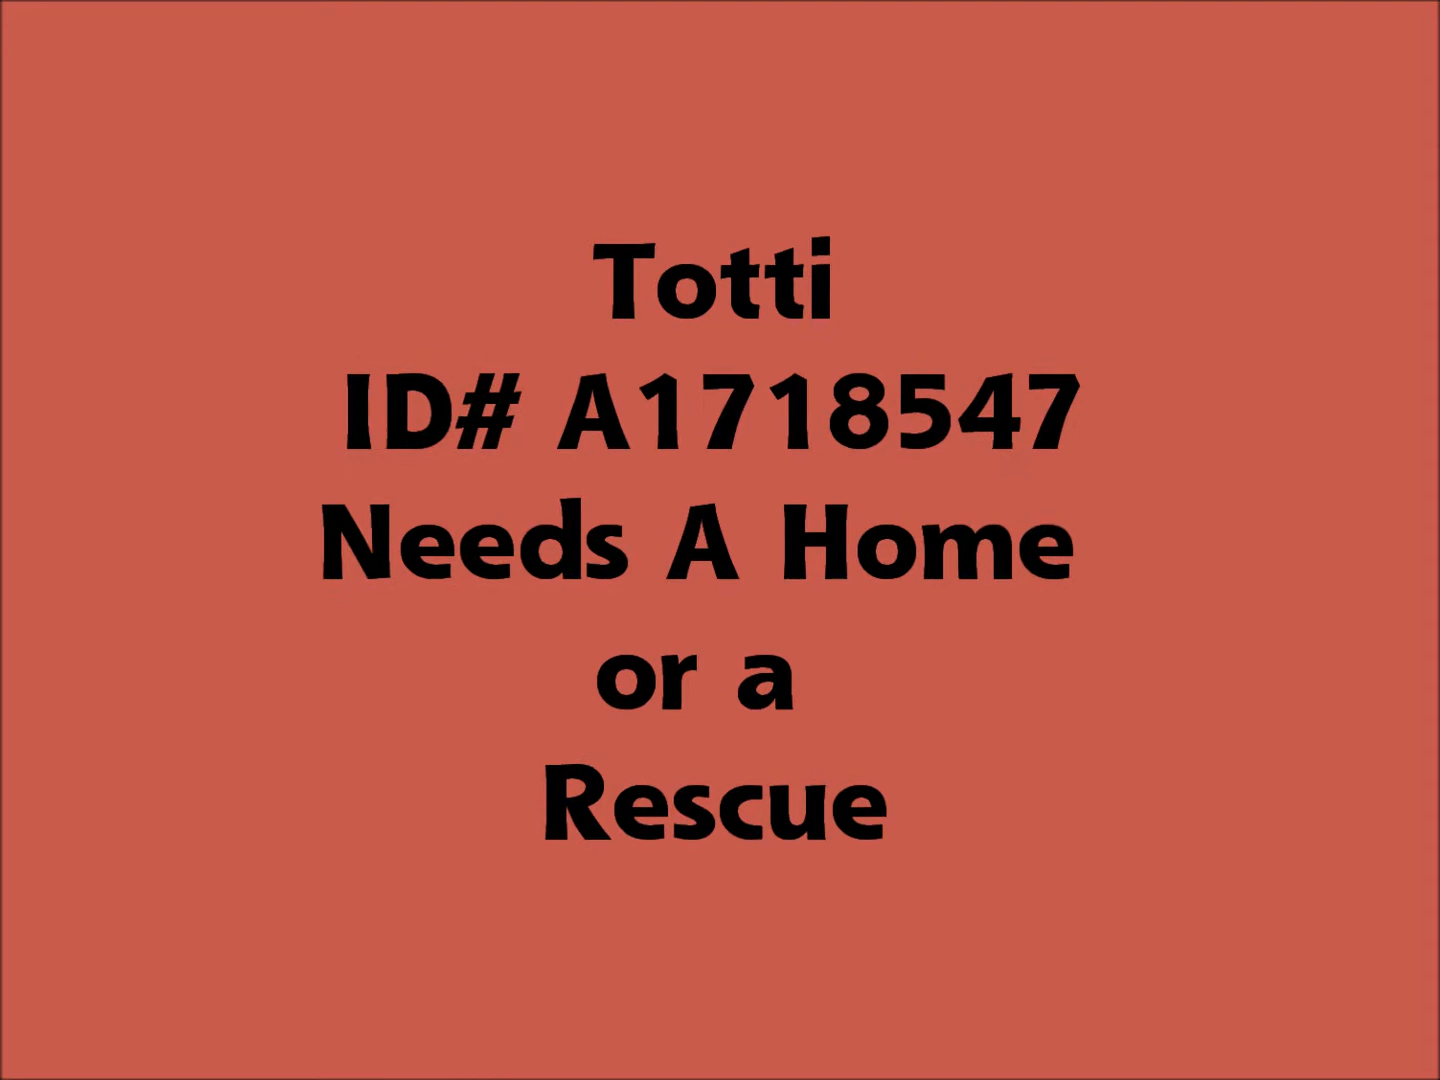 Totti
ID# A1718547
Needs A Home
or a
Rescue